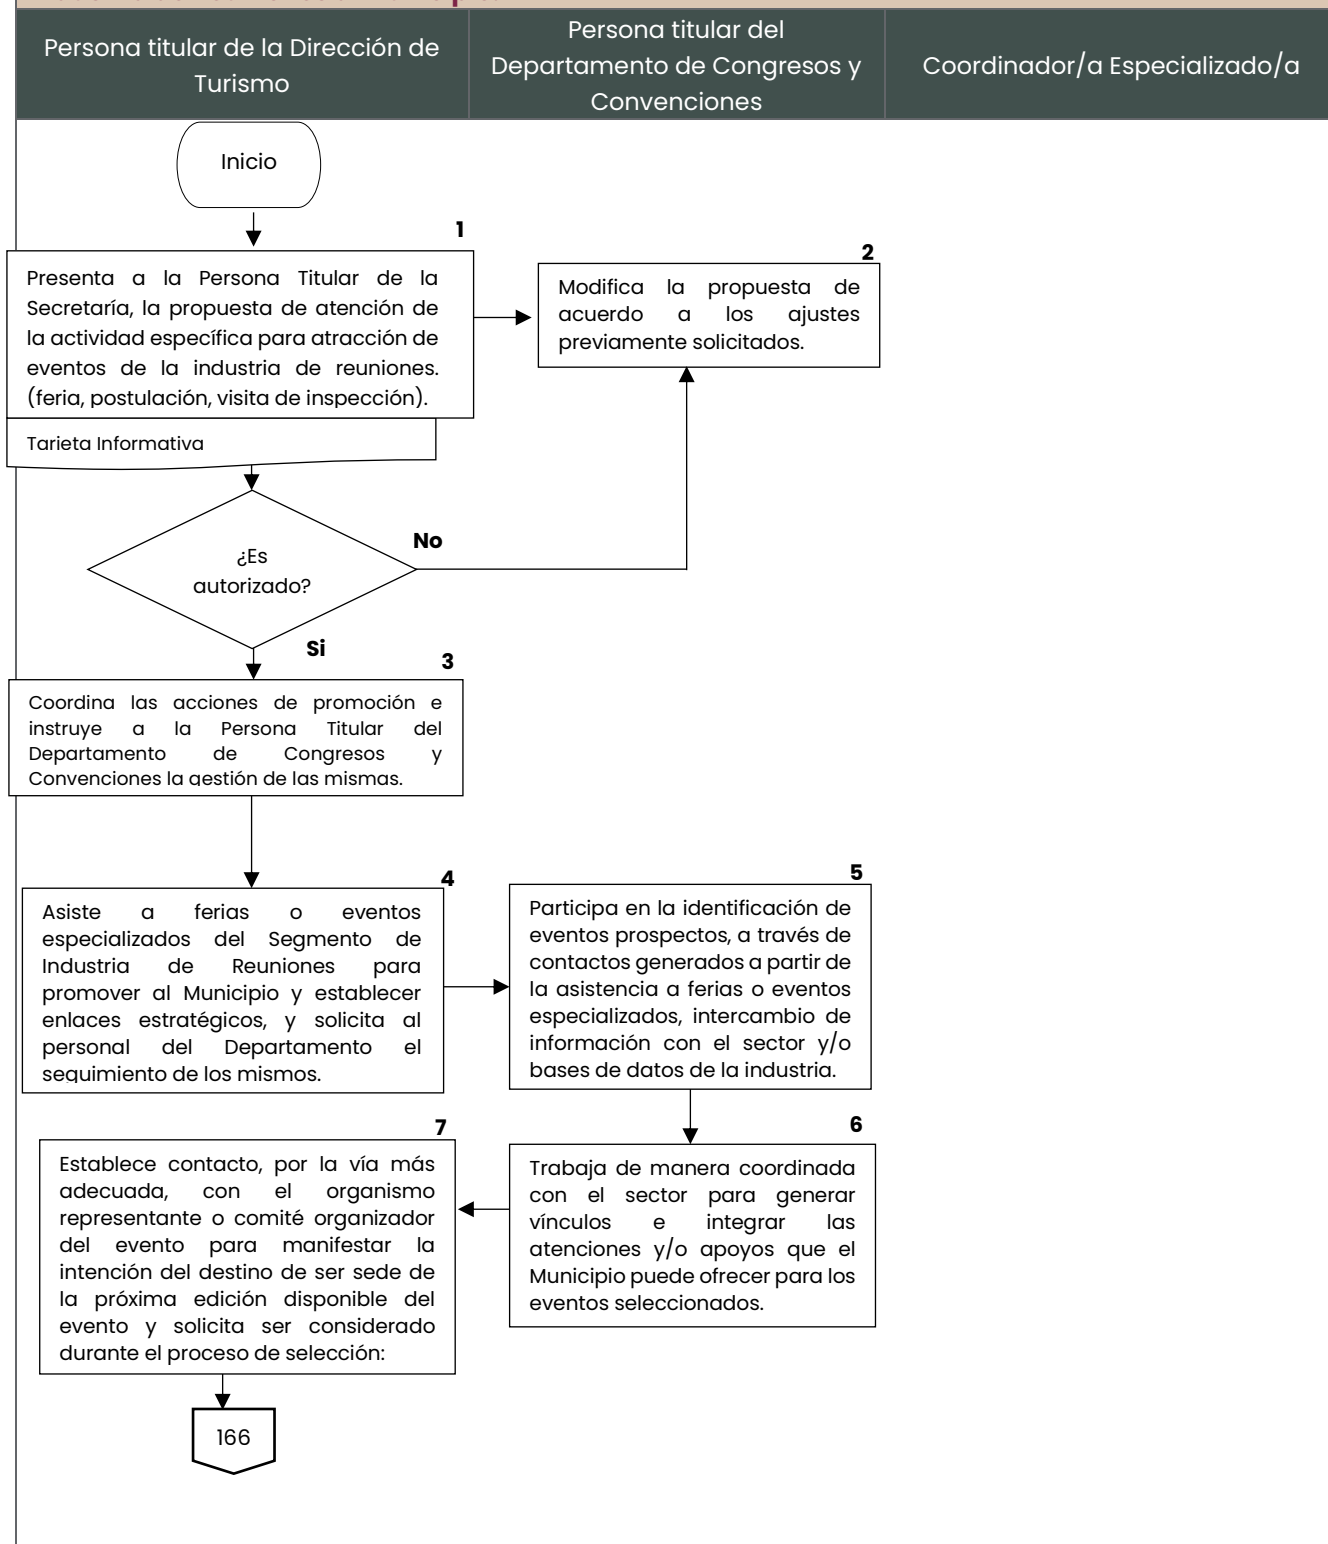 Persona titular de la Dirección de
Turismo
Persona titular del
Departamento de Congresos y
Convenciones
Coordinador/a Especializado/a
Inicio
1
Presenta a la Persona Titular de la
Secretaría, la propuesta de atención de
la actividad específica para atracción de
eventos de la industria de reuniones.
(feria, postulación, visita de inspección).
Tarjeta Informativa
2
Modifica la propuesta de
acuerdo a los ajustes
previamente solicitados.
¿Es
autorizado?
No
Si
3
Coordina las acciones de promoción e
instruye a la Persona Titular del
Departamento de Congresos y
Convenciones la gestión de las mismas.
4
Asiste a ferias o eventos
especializados del Segmento de
Industria de Reuniones para
promover al Municipio y establecer
enlaces estratégicos, y solicita al
personal del Departamento el
seguimiento de los mismos.
5
Participa en la identificación de
eventos prospectos, a través de
contactos generados a partir de
la asistencia a ferias o eventos
especializados, intercambio de
información con el sector y/o
bases de datos de la industria.
6
Trabaja de manera coordinada
con el sector para generar
vínculos e integrar las
atenciones y/o apoyos que el
Municipio puede ofrecer para los
eventos seleccionados.
7
Establece contacto, por la vía más
adecuada, con el organismo
representante o comité organizador
del evento para manifestar la
intención del destino de ser sede de
la próxima edición disponible del
evento y solicita ser considerado
durante el proceso de selección:
166